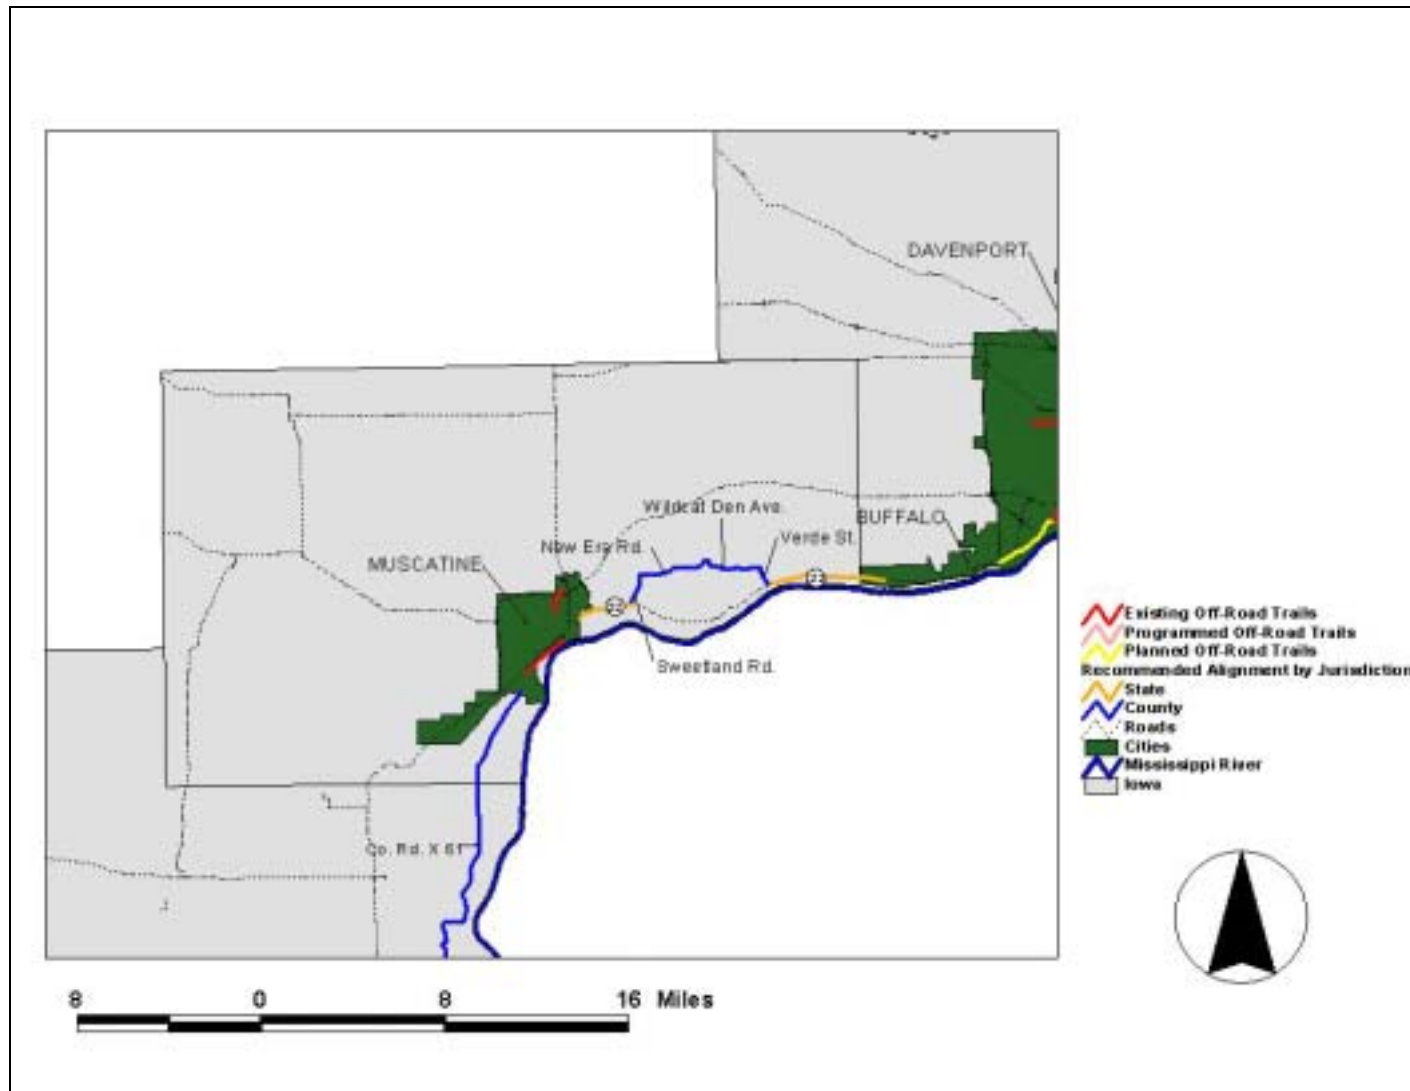 DAVENPORT
Wildcat Den Ave.
BUFFALO
Verde St.
New Era Rd.
MUSCATINE
22
22
Sweetland Rd.
Co. Rd. X 61
Existing Off-Road Trails
Programmed Off-Road Trails
Planned Off-Road Trails
Recommended Alignment by Jurisdiction
State
County
Roads
Cities
Mississippi River
Iowa
8 0 8 16 Miles